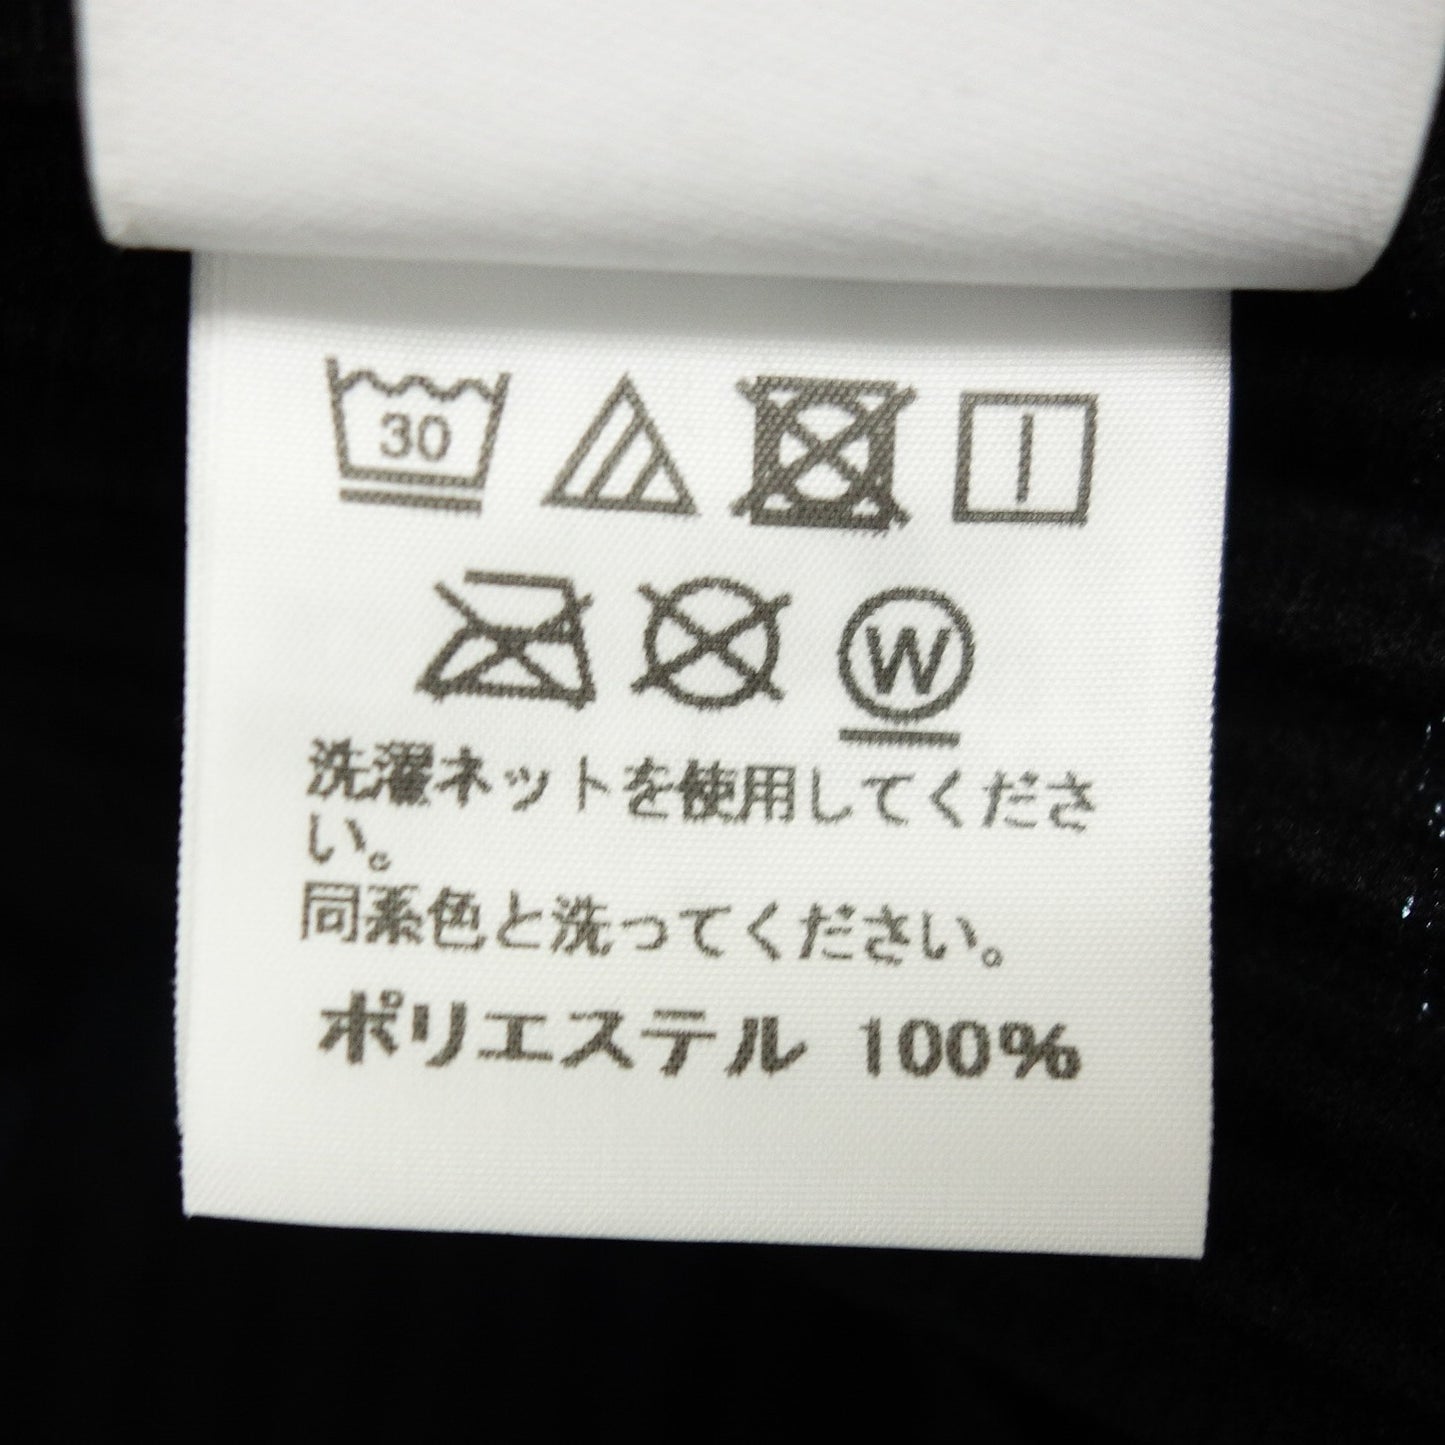 30
W
洗濯ネットを使用してくださ
い。
同系色と洗ってください。
ポリエステル 100%